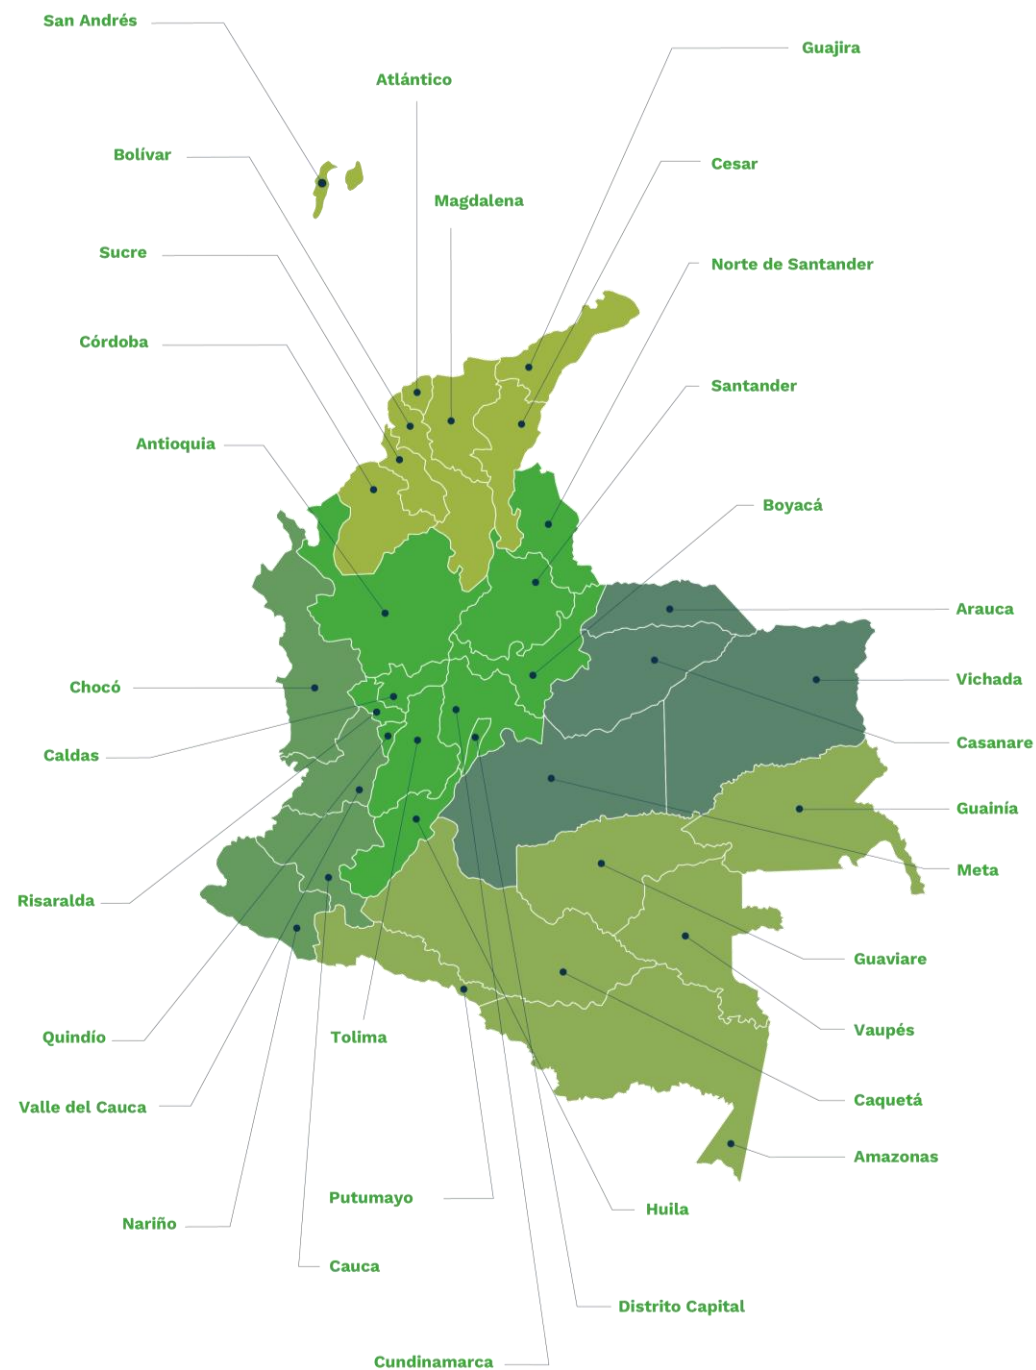 San Andrés
Guajira
Atlántico
Bolívar
Cesar
Magdalena
Sucre
Norte de Santander
Córdoba
Santander
Antioquia
Boyacá
Arauca
Vichada
Chocó
Casanare
Caldas
Guainía
Meta
Risaralda
Guaviare
Vaupés
Quindío
Tolima
Caquetá
Valle del Cauca
Amazonas
Putumayo
Huila
Nariño
Cauca
Distrito Capital
Cundinamarca